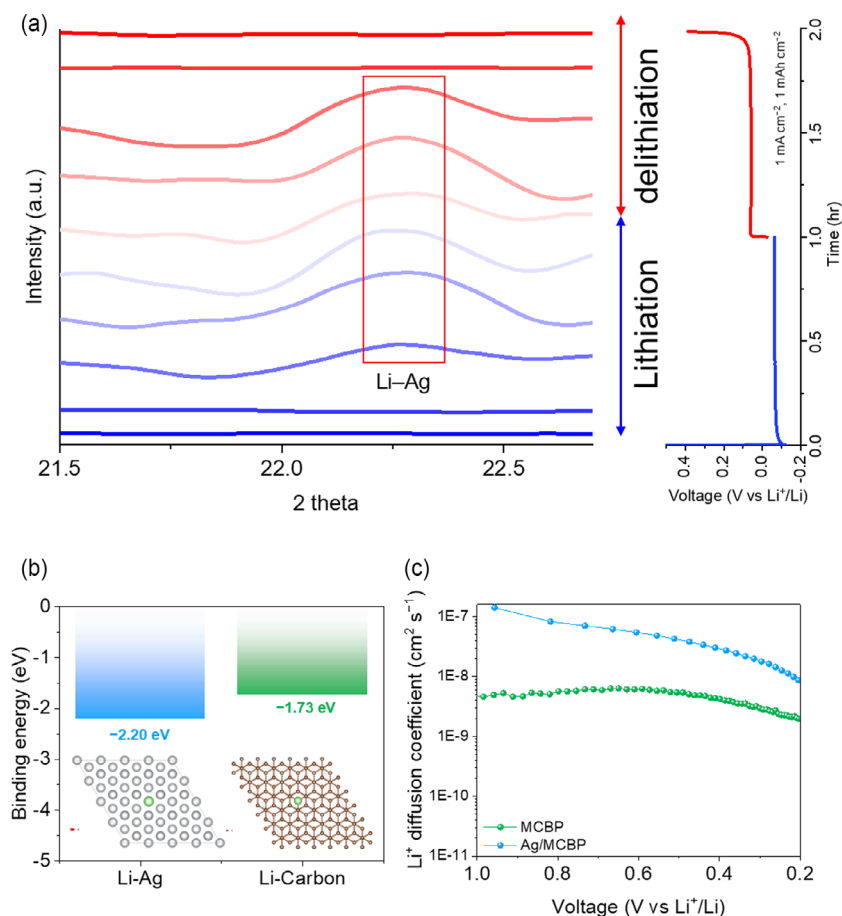 (a)
Intensity (a.u.)
Li–Ag
21.5 22.0 22.5
2 theta
delithiation
Lithiation
1 mA cm⁻², 1 mAh cm⁻²
2.0
1.5
1.0
0.5
0.0
Time (hr)
0.4 0.2 0.0 -0.2
Voltage (V vs Li⁺/Li)
(b)
Binding energy (eV)
0
-1
-2
-3
-4
-5
−2.20 eV
−1.73 eV
Li-Ag Li-Carbon
(c)
Li⁺ diffusion coefficient (cm² s⁻¹)
1E-7
1E-8
1E-9
1E-10
1E-11
MCBP
Ag/MCBP
1.0 0.8 0.6 0.4 0.2
Voltage (V vs Li⁺/Li)